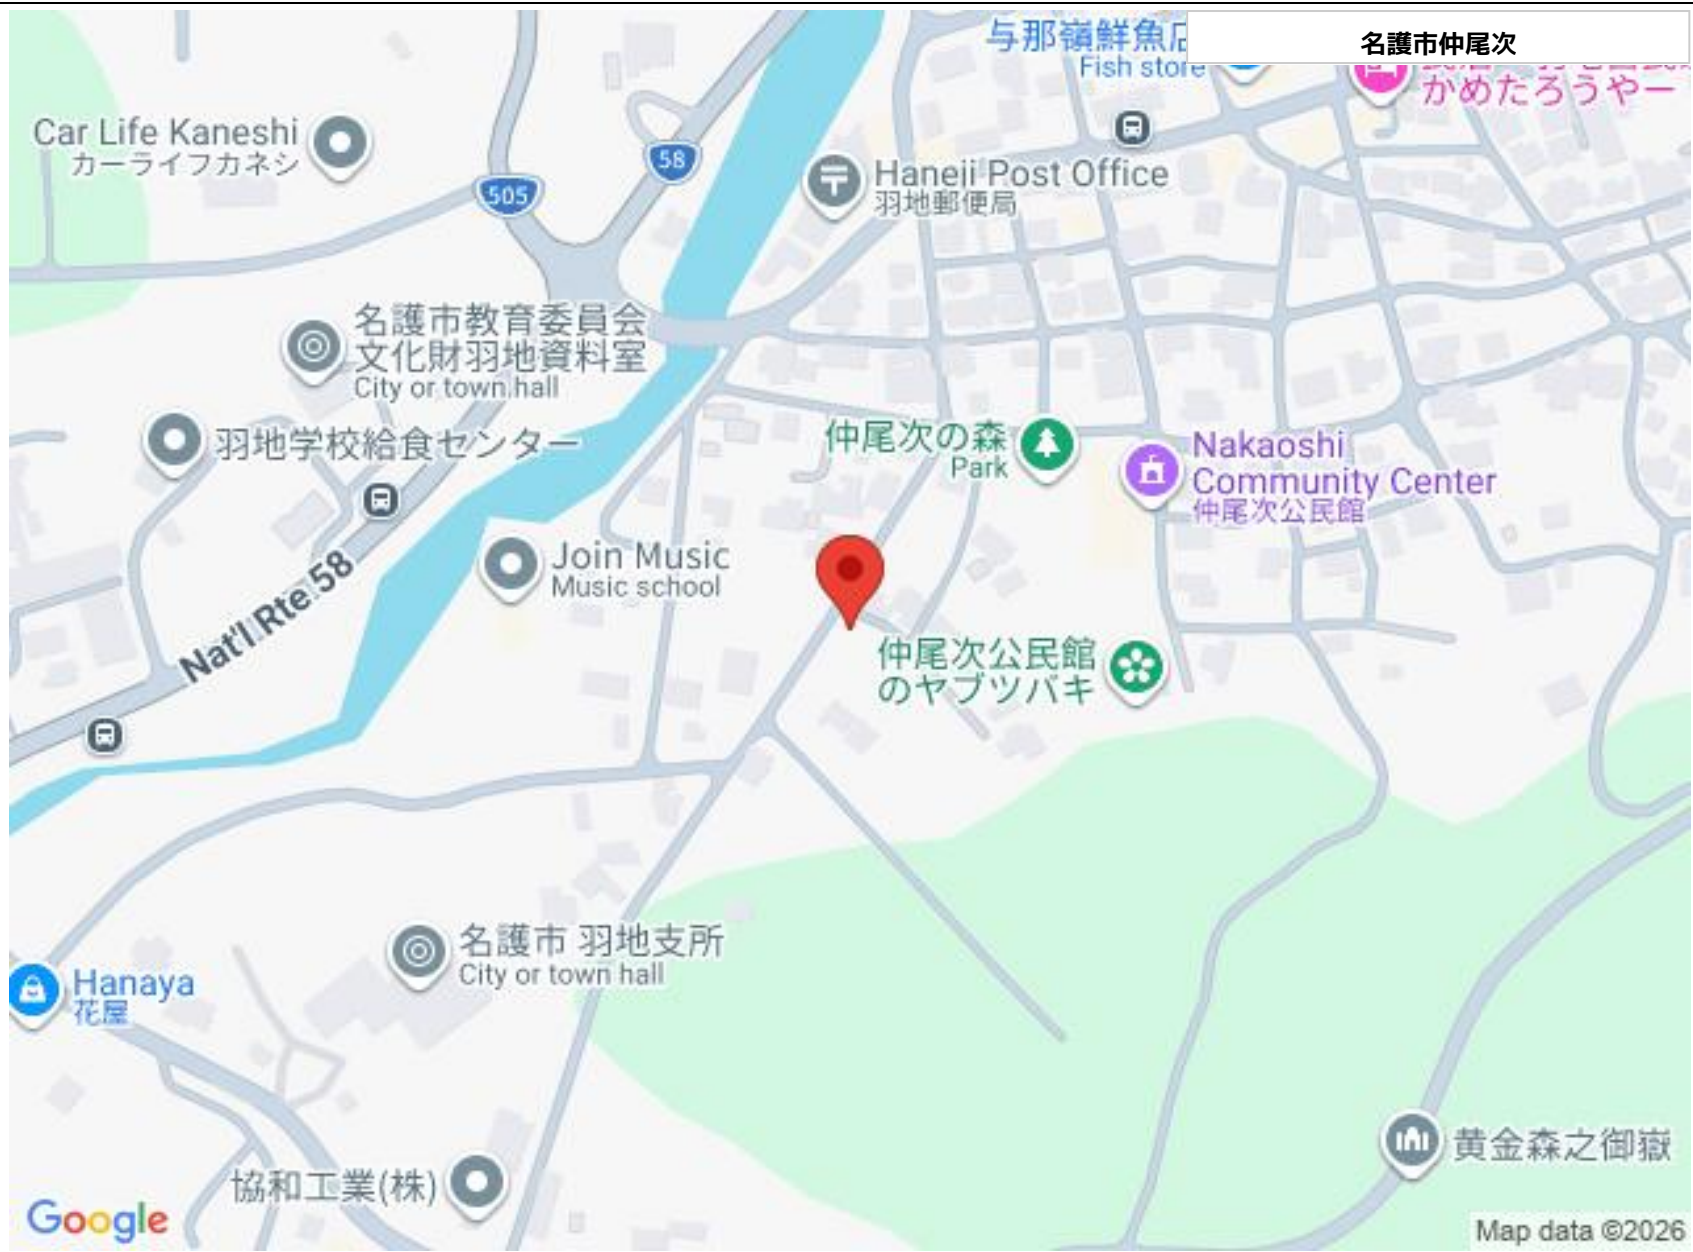 名護市仲尾次
与那嶺鮮魚店
Fish store
かめたろうやー
Car Life Kaneshi
カーライフカネシ
58
505
Haneji Post Office
羽地郵便局
名護市教育委員会
文化財羽地資料室
City or town hall
羽地学校給食センター
仲尾次の森
Park
Nakaoshi
Community Center
仲尾次公民館
Join Music
Music school
Nat'l Rte 58
仲尾次公民館
のヤブツバキ
名護市 羽地支所
City or town hall
Hanaya
花屋
黄金森之御嶽
協和工業(株)
Google
Map data ©2026